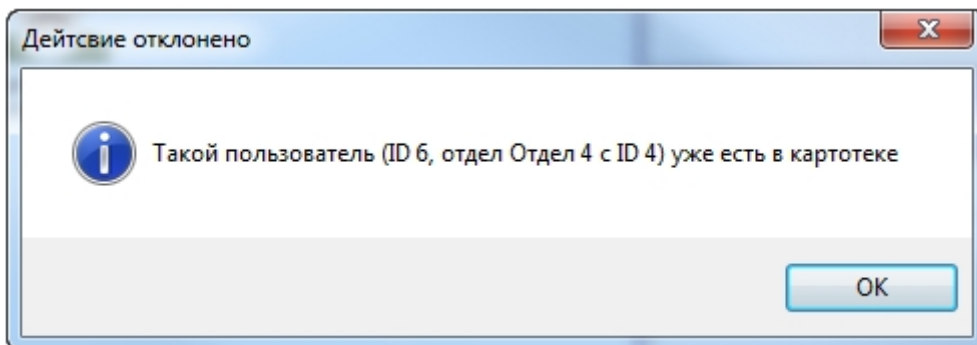 Дейтсвие отклонено
Такой пользователь (ID 6, отдел Отдел 4 с ID 4) уже есть в картотеке
OK